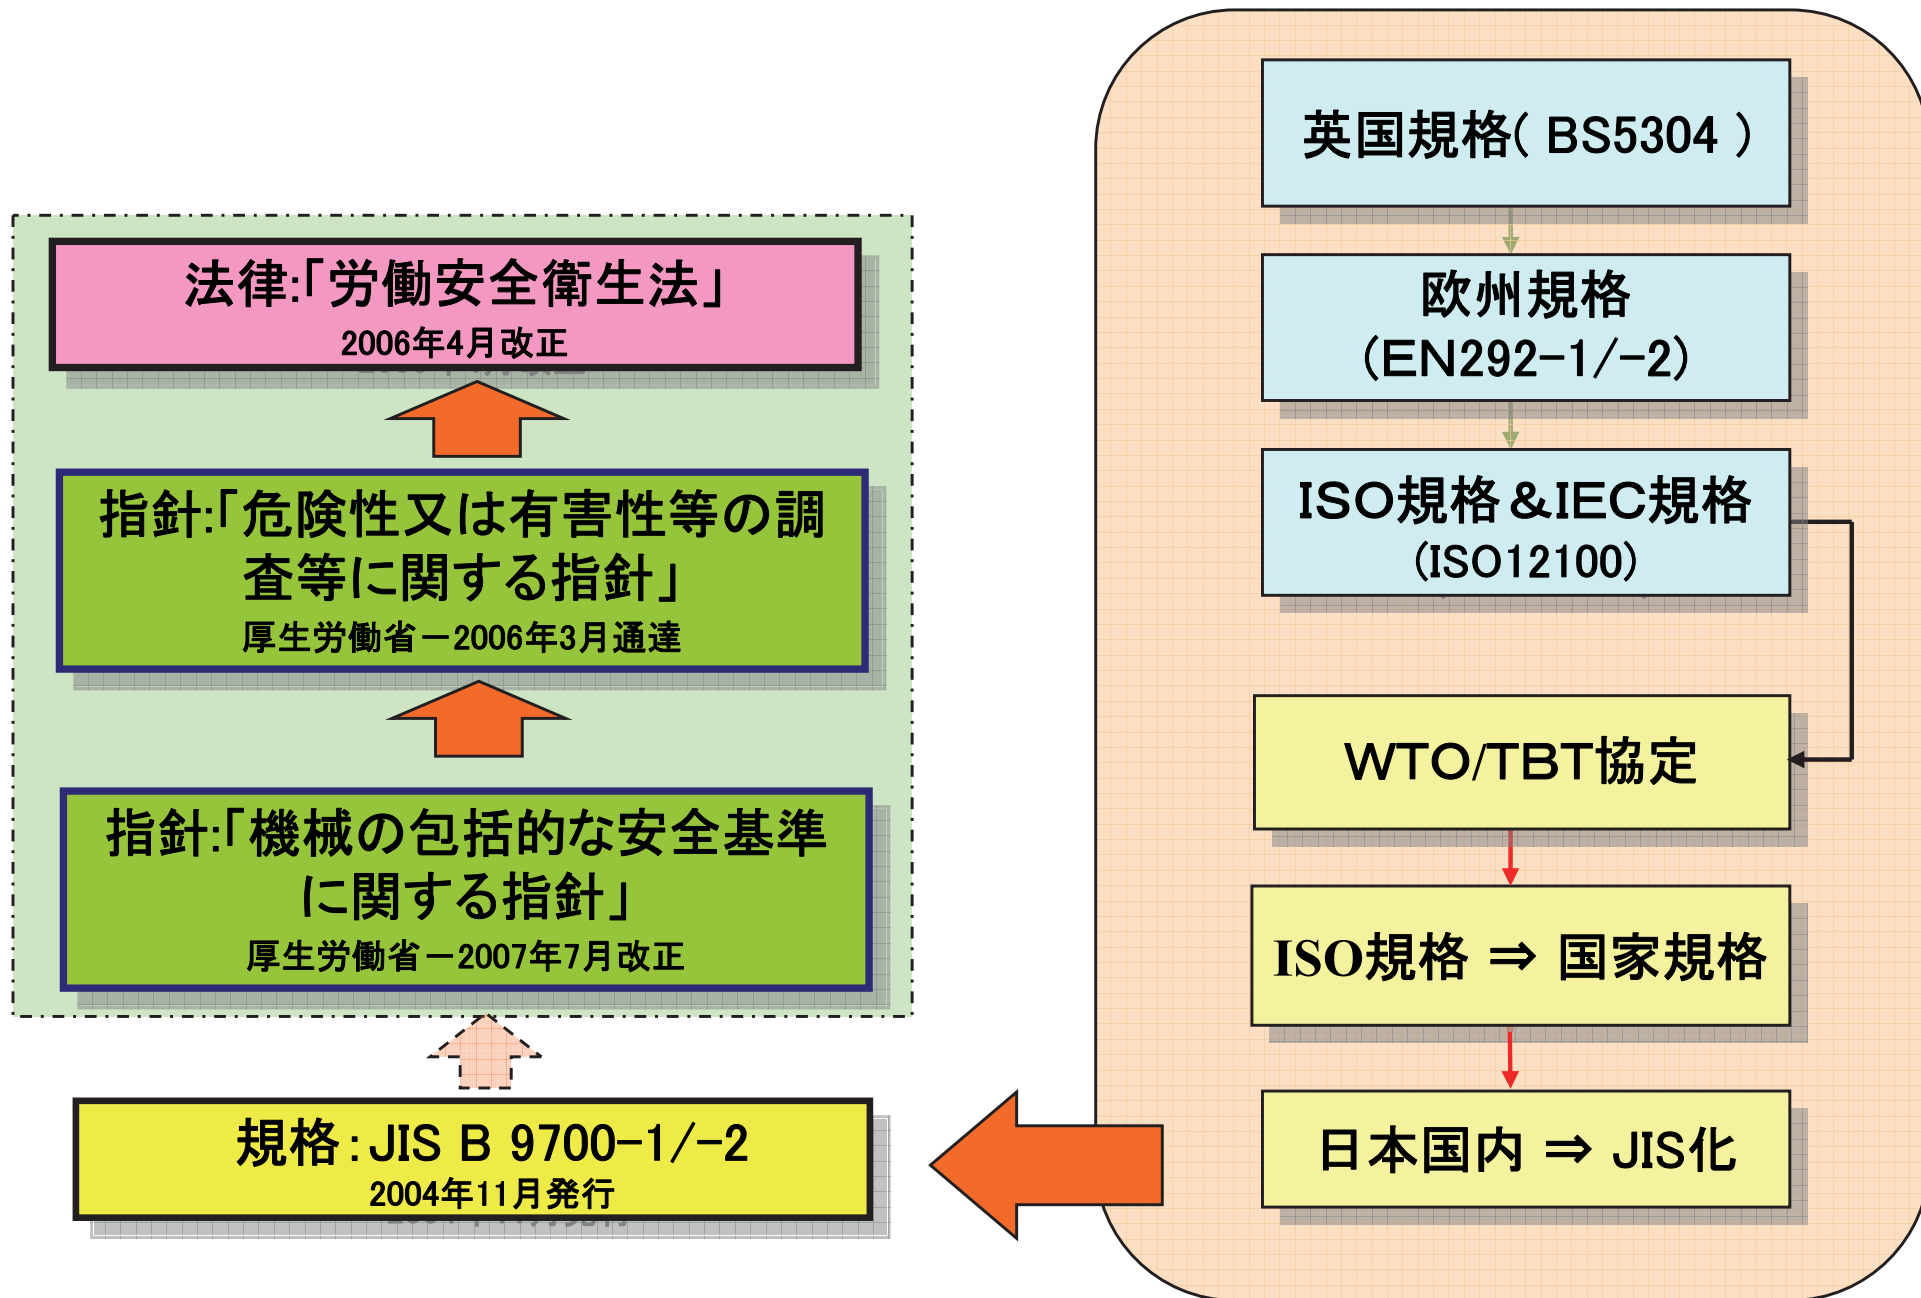 法律:「労働安全衛生法」
2006年4月改正
指針:「危険性又は有害性等の調
査等に関する指針」
厚生労働省－2006年3月通達
指針:「機械の包括的な安全基準
に関する指針」
厚生労働省－2007年7月改正
規格：JIS B 9700-1/-2
2004年11月発行
英国規格( BS5304 )
欧州規格
(EN292-1/-2)
ISO規格＆IEC規格
(ISO12100)
WTO/TBT協定
ISO規格 ⇒ 国家規格
日本国内 ⇒ JIS化